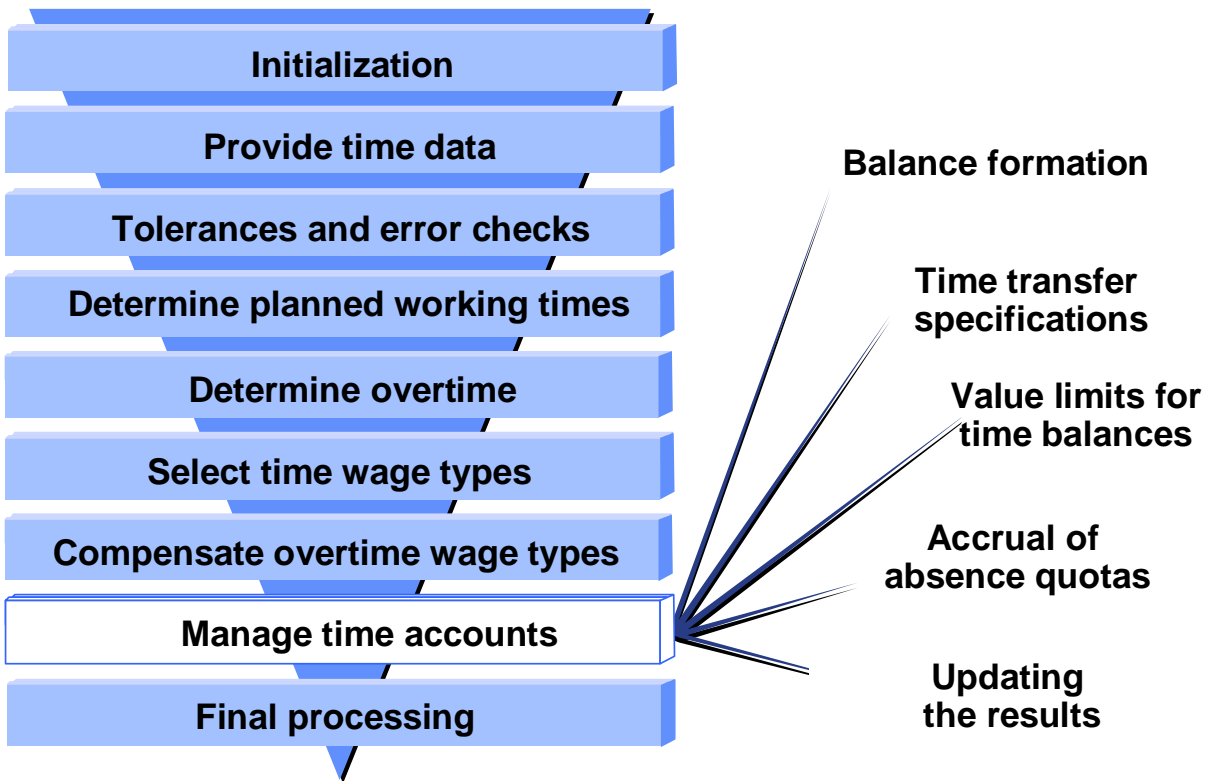 Initialization
Provide time data
Tolerances and error checks
Determine planned working times
Determine overtime
Select time wage types
Compensate overtime wage types
Manage time accounts
Final processing
Balance formation
Time transfer
specifications
Value limits for
time balances
Accrual of
absence quotas
Updating
the results